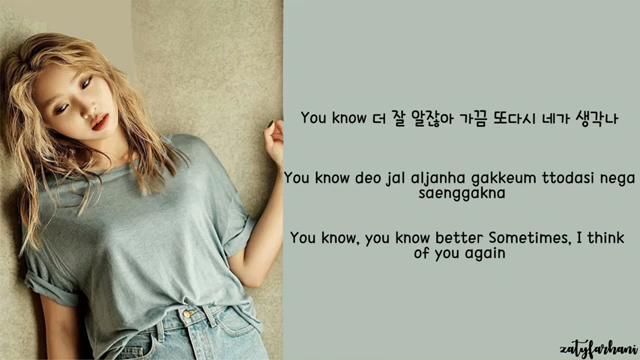 You know 더 잘 알잖아 가끔 또다시 네가 생각나
You know deo jal aljanha gakkeum ttodasi nega
saenggakna
You know, you know better Sometimes, I think
of you again
zatyfarhani